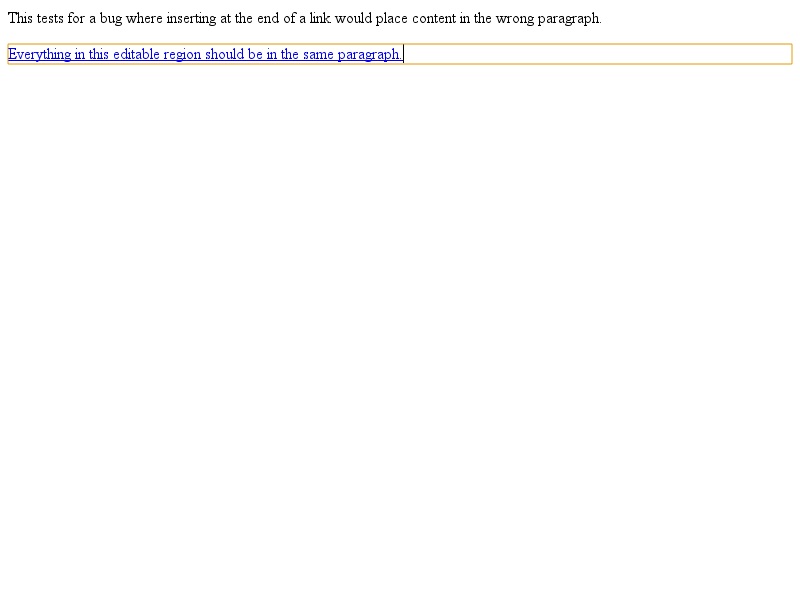 This tests for a bug where inserting at the end of a link would place content in the wrong paragraph.
Everything in this editable region should be in the same paragraph.